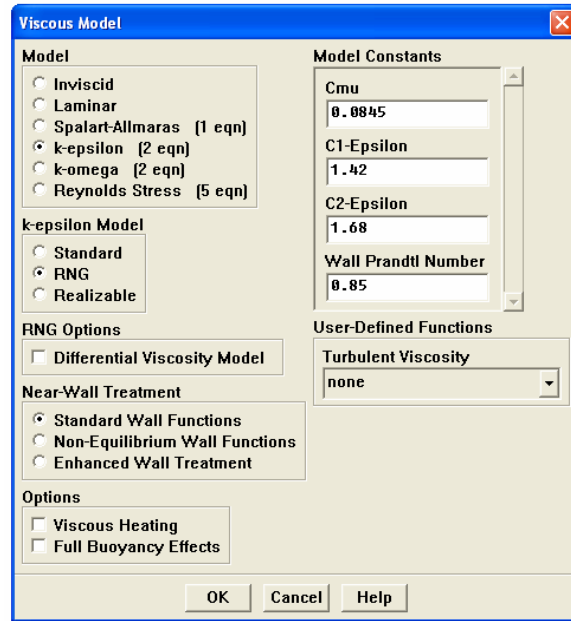 Viscous Model
Model
Inviscid
Laminar
Spalart-Allmaras (1 eqn)
k-epsilon (2 eqn)
k-omega (2 eqn)
Reynolds Stress (5 eqn)
k-epsilon Model
Standard
RNG
Realizable
RNG Options
Differential Viscosity Model
Near-Wall Treatment
Standard Wall Functions
Non-Equilibrium Wall Functions
Enhanced Wall Treatment
Options
Viscous Heating
Full Buoyancy Effects
Model Constants
Cmu
0.0845
C1-Epsilon
1.42
C2-Epsilon
1.68
Wall Prandtl Number
0.85
User-Defined Functions
Turbulent Viscosity
none
OK Cancel Help